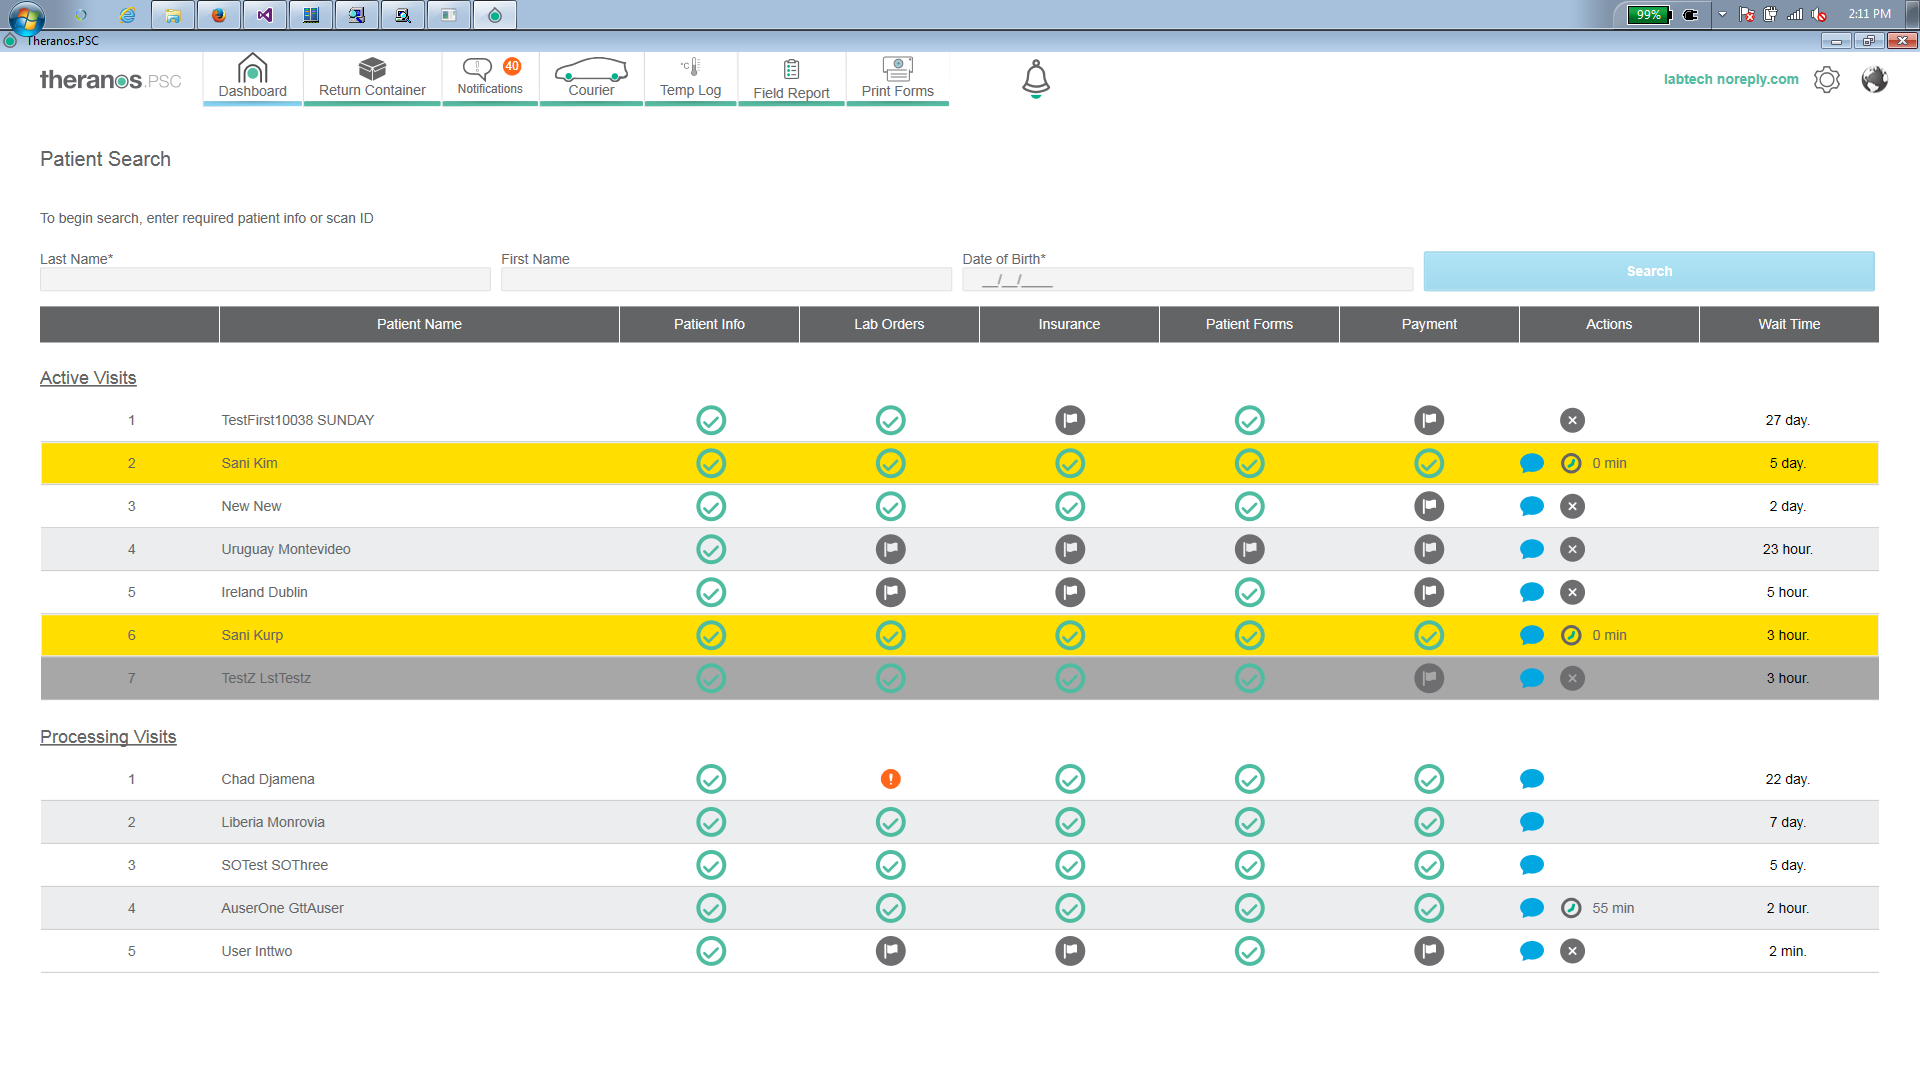 99%
2:11 PM
Theranos.PSC
theranos.PSC
Dashboard
Return Container
40
Notifications
Courier
°C
Temp Log
Field Report
Print Forms
labtech noreply.com
Patient Search
To begin search, enter required patient info or scan ID
Last Name*
First Name
Date of Birth*
__/__/____
Search
Patient Name Patient Info Lab Orders Insurance Patient Forms Payment Actions Wait Time
Active Visits
1 TestFirst10038 SUNDAY 27 day.
2 Sani Kim 0 min 5 day.
3 New New 2 day.
4 Uruguay Montevideo 23 hour.
5 Ireland Dublin 5 hour.
6 Sani Kurp 0 min 3 hour.
7 TestZ LstTestz 3 hour.
Processing Visits
1 Chad Djamena ! 22 day.
2 Liberia Monrovia 7 day.
3 SOTest SOThree 5 day.
4 AuserOne GttAuser 55 min 2 hour.
5 User Inttwo 2 min.